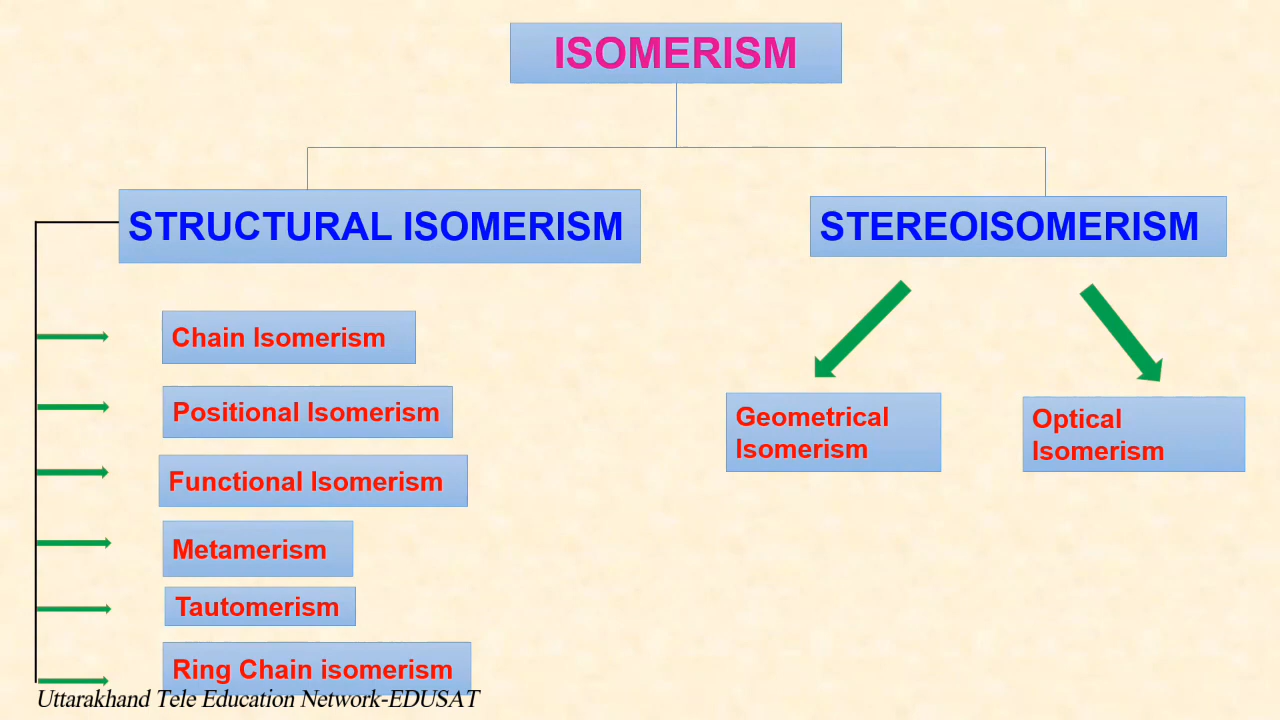 ISOMERISM
STRUCTURAL ISOMERISM
STEREOISOMERISM
Chain Isomerism
Positional Isomerism
Functional Isomerism
Metamerism
Tautomerism
Ring Chain isomerism
Geometrical
Isomerism
Optical
Isomerism
Uttarakhand Tele Education Network-EDUSAT